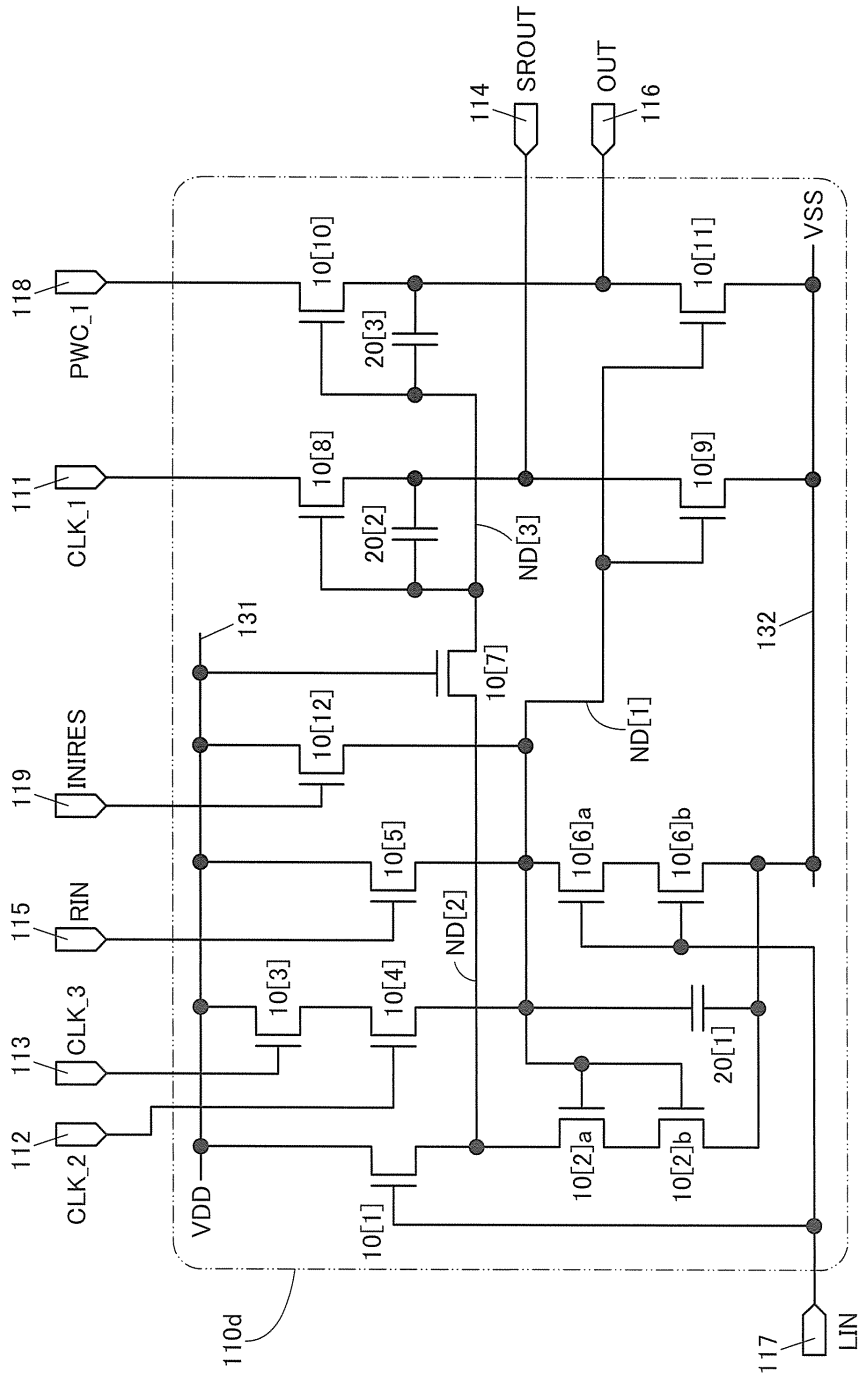 118
PWC_1
111
CLK_1
119
INIRES
115
RIN
113
CLK_3
112
CLK_2
VDD
131
10[10]
20[3]
10[8]
20[2]
10[12]
10[7]
10[5]
10[3]
10[4]
10[1]
ND[3]
ND[2]
ND[1]
114
SROUT
OUT
116
10[11]
10[9]
10[6]a
10[6]b
10[2]a
10[2]b
20[1]
132
VSS
110d
117
LIN